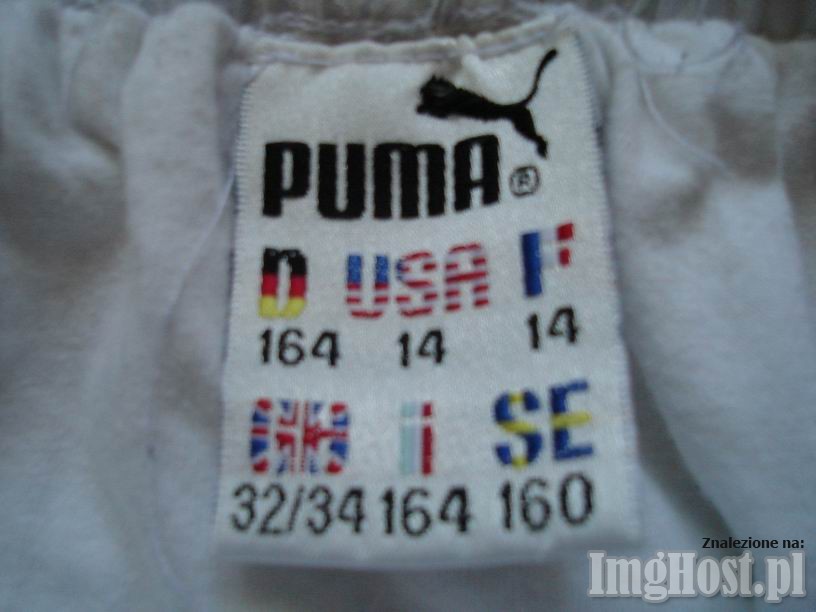 PUMA®
D USA F
164 14 14
GB I SE
32/34 164 160
Znalezione na:
ImgHost.pl